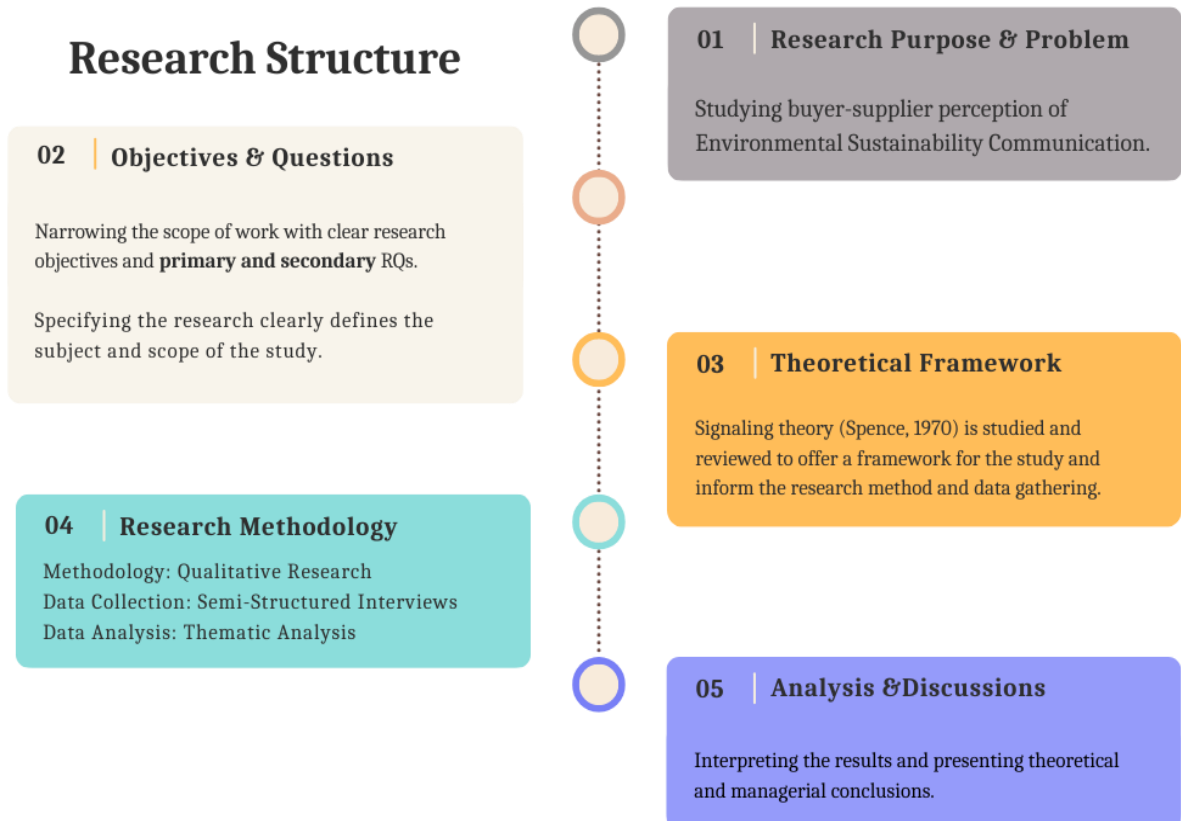 Research Structure
01 Research Purpose & Problem
Studying buyer-supplier perception of
Environmental Sustainability Communication.
02 Objectives & Questions
Narrowing the scope of work with clear research
objectives and primary and secondary RQs.
Specifying the research clearly defines the
subject and scope of the study.
03 Theoretical Framework
Signaling theory (Spence, 1970) is studied and
reviewed to offer a framework for the study and
inform the research method and data gathering.
04 Research Methodology
Methodology: Qualitative Research
Data Collection: Semi-Structured Interviews
Data Analysis: Thematic Analysis
05 Analysis &Discussions
Interpreting the results and presenting theoretical
and managerial conclusions.